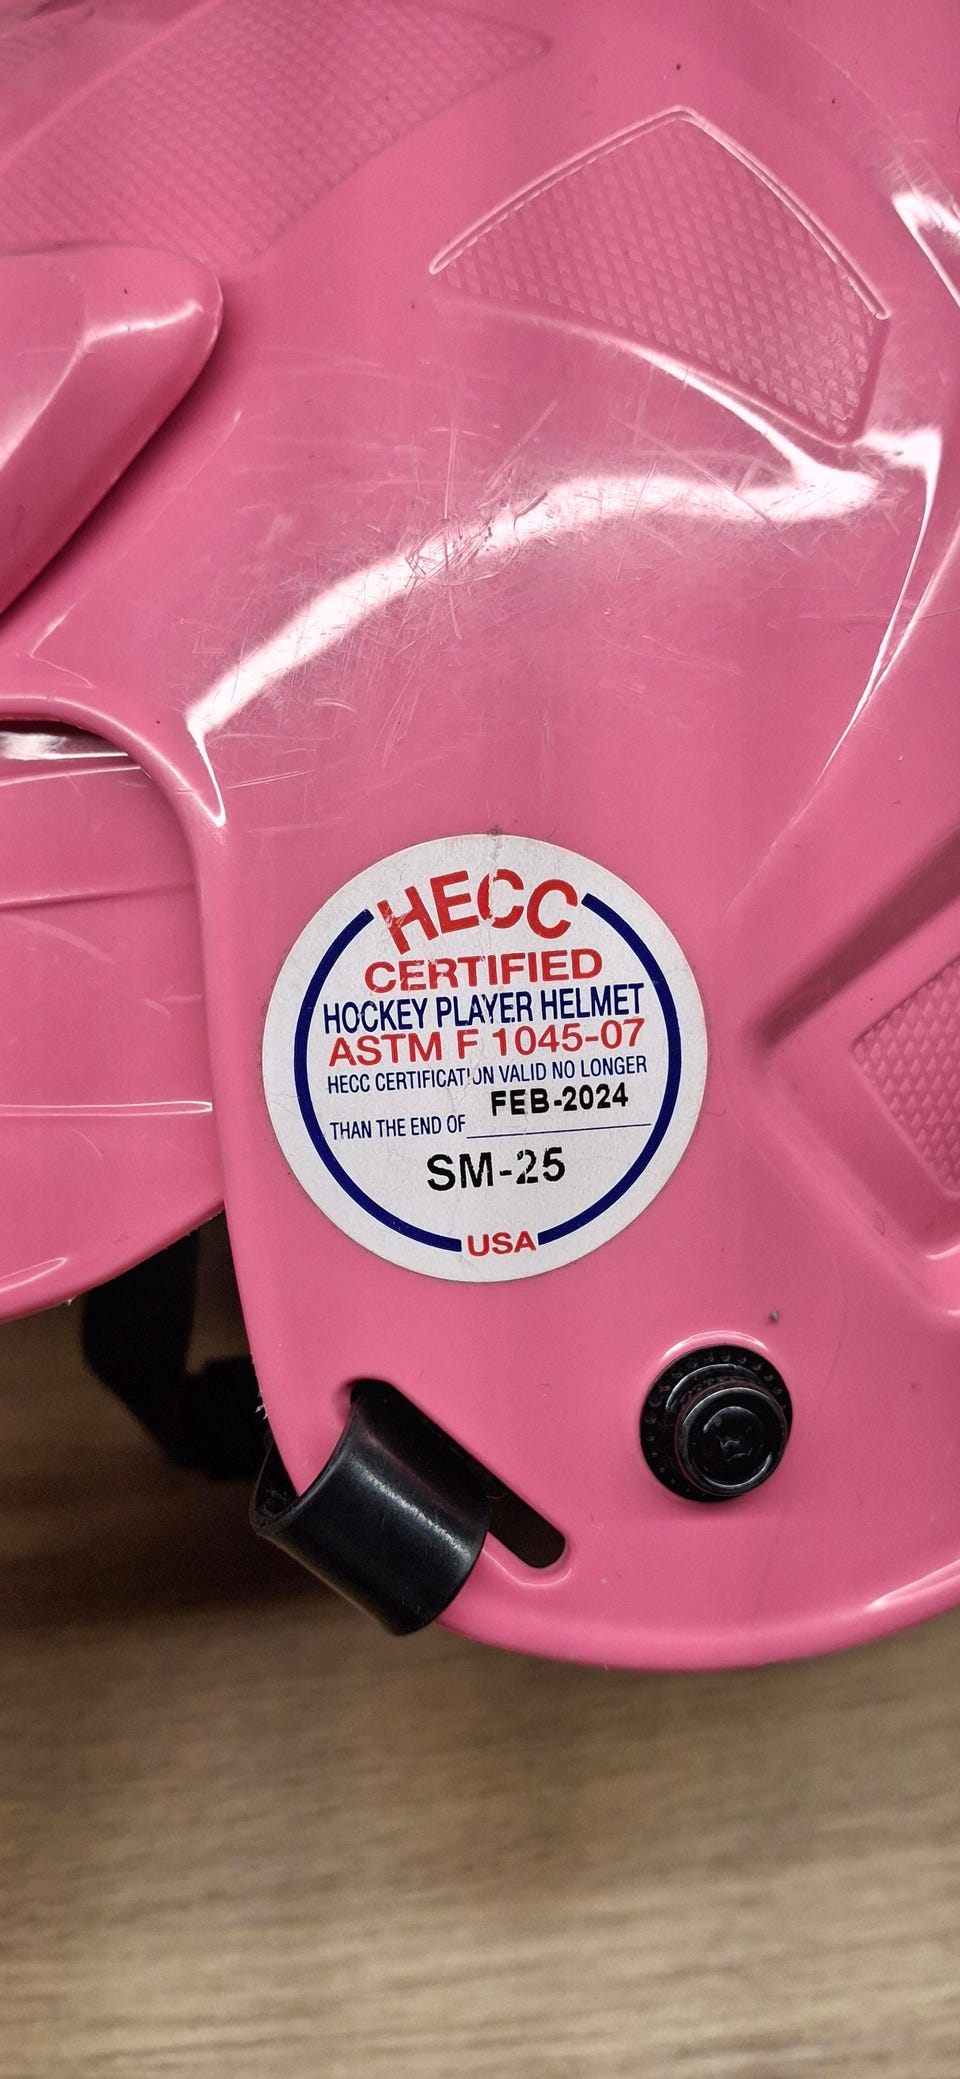 HECC
CERTIFIED
HOCKEY PLAYER HELMET
ASTM F 1045-07
HECC CERTIFICATION VALID NO LONGER
FEB-2024
THAN THE END OF
SM-25
USA